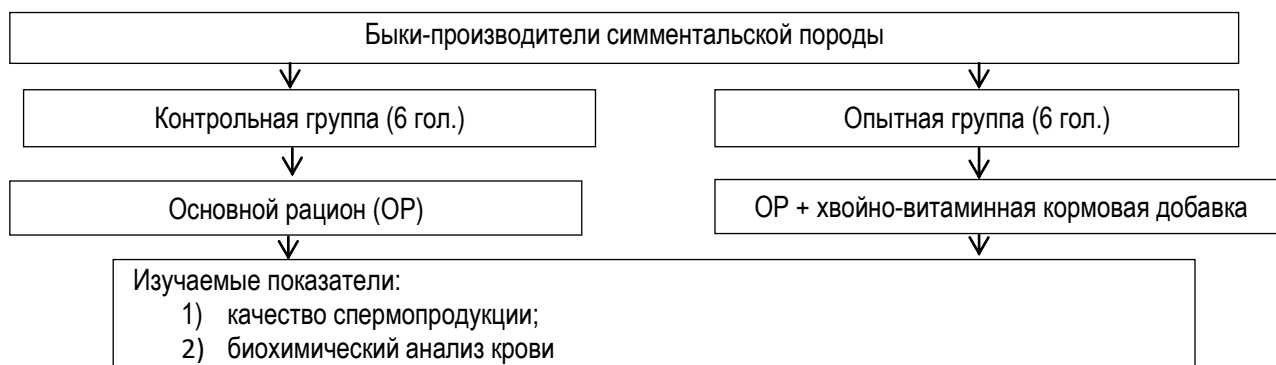 Быки-производители симментальской породы
Контрольная группа (6 гол.)
Опытная группа (6 гол.)
Основной рацион (ОР)
ОР + хвойно-витаминная кормовая добавка
Изучаемые показатели:
1) качество спермопродукции;
2) биохимический анализ крови